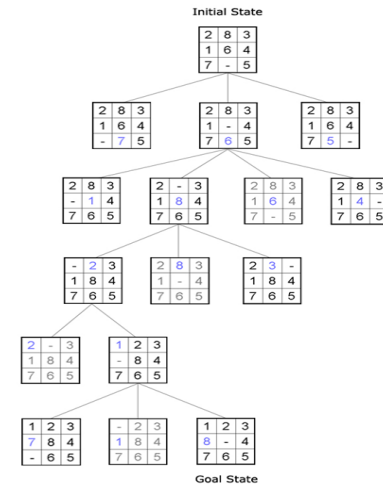 Initial State
2 8 3
1 6 4
7 - 5
2 8 3 2 8 3 2 8 3
1 6 4 1 - 4 1 6 4
- 7 5 7 6 5 7 5 -
2 8 3 2 - 3 2 8 3 2 8 3
- 1 4 1 8 4 1 6 4 1 4 -
7 6 5 7 6 5 7 - 5 7 6 5
- 2 3 2 8 3 2 3 -
1 8 4 1 - 4 1 8 4
7 6 5 7 6 5 7 6 5
2 - 3 1 2 3
1 8 4 - 8 4
7 6 5 7 6 5
1 2 3 - 2 3 1 2 3
7 8 4 1 8 4 8 - 4
- 6 5 7 6 5 7 6 5
Goal State